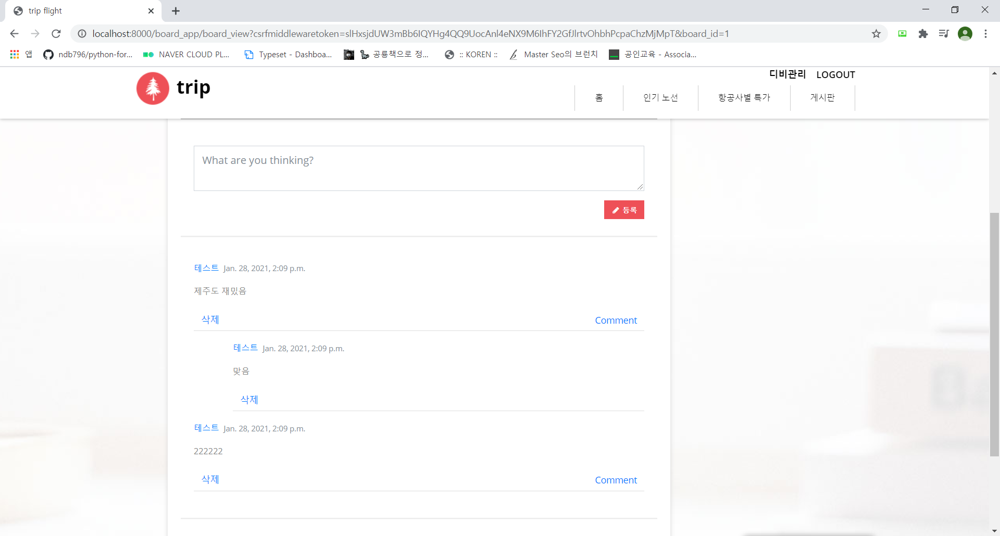 trip flight
localhost:8000/board_app/board_view?csrfmiddlewaretoken=slHxsjdUW3mBb6IQYHg4QQ9UocAnl4eNX9M6IhFY2GfJlrtvOhbhPcpaChzMjMpT&board_id=1
앱 ndb796/python-for... NAVER CLOUD PL... Typeset - Dashboa... 공룡책으로 정... :: KOREN :: Master Seo의 브런치 공인교육 - Associa...
디비관리 LOGOUT
trip
홈 인기 노선 항공사별 특가 게시판
What are you thinking?
등록
테스트 Jan. 28, 2021, 2:09 p.m.
제주도 재밌음
삭제 Comment
테스트 Jan. 28, 2021, 2:09 p.m.
맞음
삭제
테스트 Jan. 28, 2021, 2:09 p.m.
222222
삭제 Comment